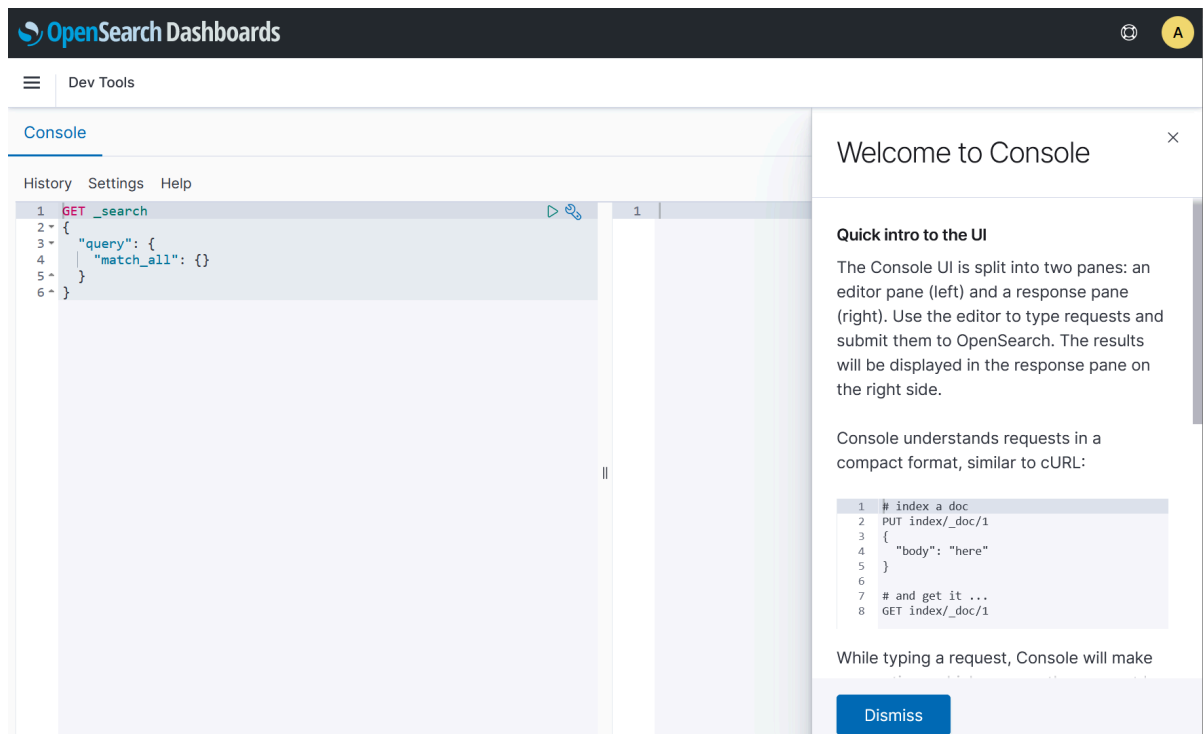 OpenSearch Dashboards
A
Dev Tools
Console
History Settings Help
1 GET _search
2 {
3 "query": {
4 "match_all": {}
5 }
6 }
1
Welcome to Console
Quick intro to the UI
The Console UI is split into two panes: an
editor pane (left) and a response pane
(right). Use the editor to type requests and
submit them to OpenSearch. The results
will be displayed in the response pane on
the right side.
Console understands requests in a
compact format, similar to cURL:
1 # index a doc
2 PUT index/_doc/1
3 {
4 "body": "here"
5 }
6
7 # and get it ...
8 GET index/_doc/1
While typing a request, Console will make
Dismiss